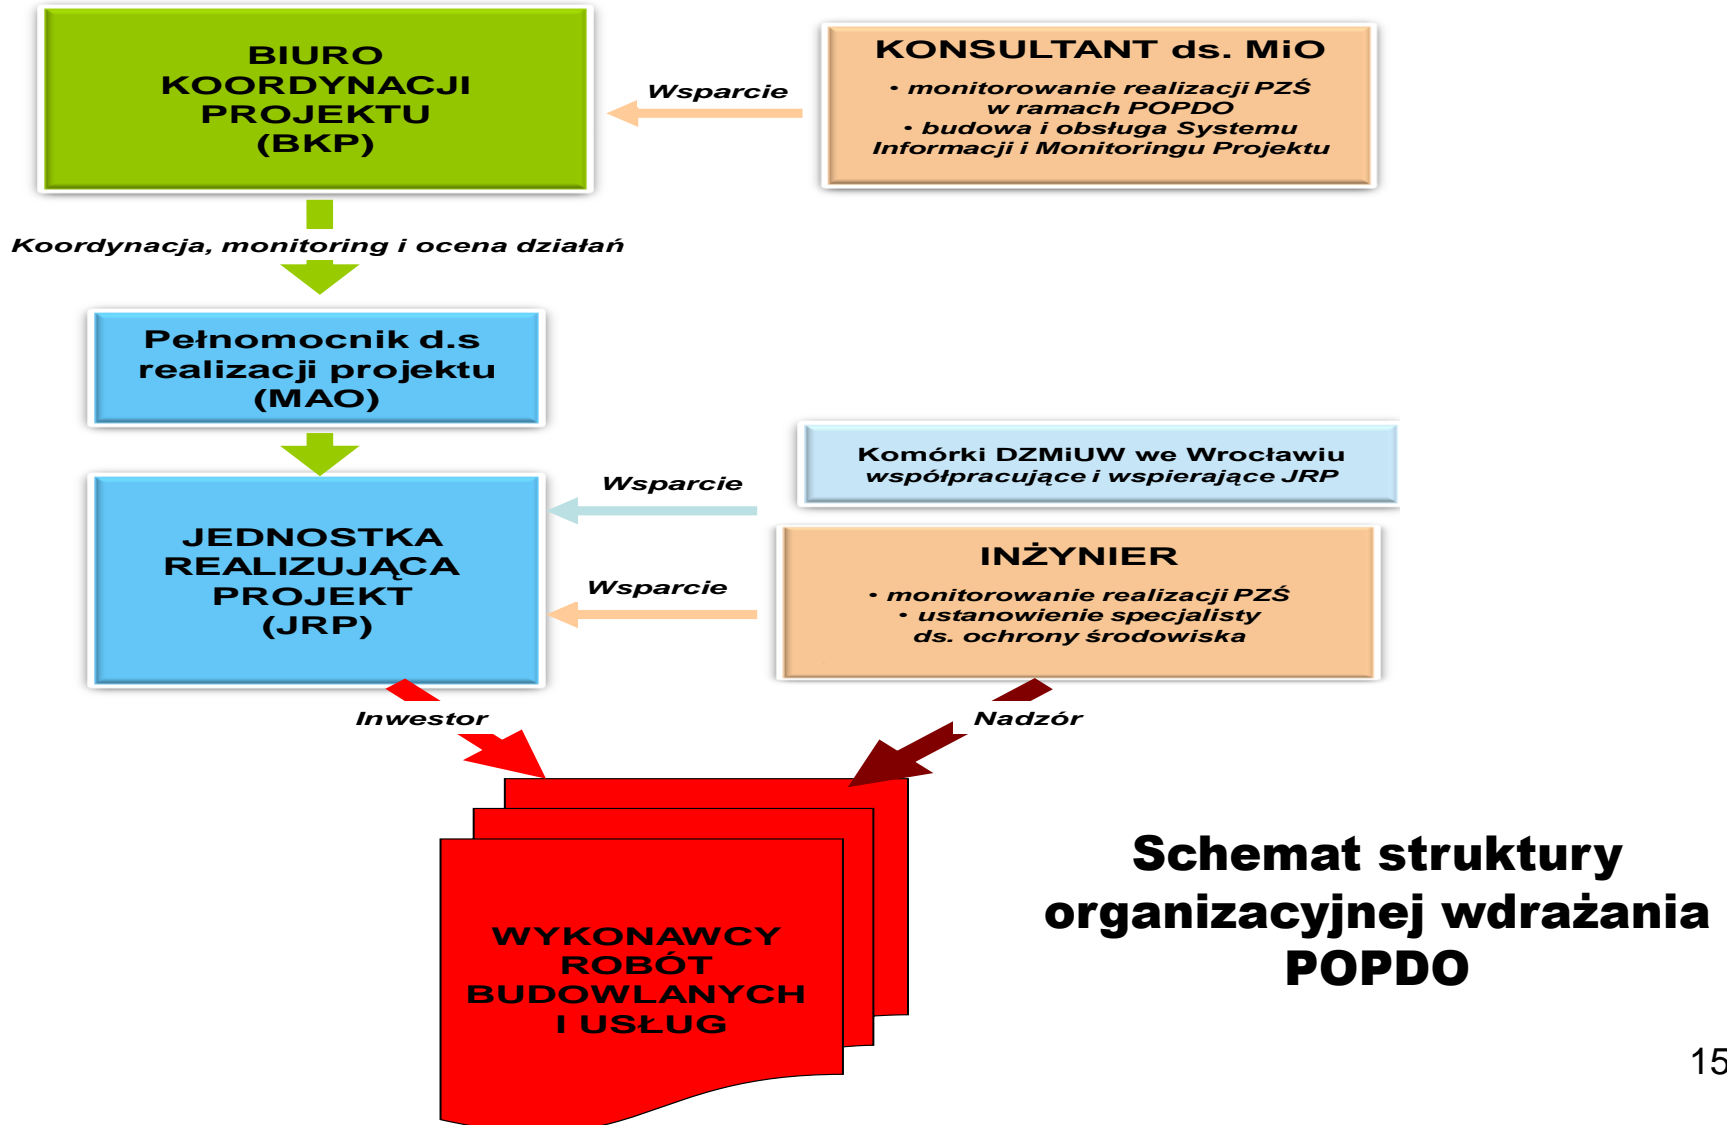 BIURO
KOORDYNACJI
PROJEKTU
(BKP)
Wsparcie
KONSULTANT ds. MiO
• monitorowanie realizacji PZŚ
w ramach POPDO
• budowa i obsługa Systemu
Informacji i Monitoringu Projektu
Koordynacja, monitoring i ocena działań
Pełnomocnik d.s
realizacji projektu
(MAO)
Komórki DZMiUW we Wrocławiu
współpracujące i wspierające JRP
Wsparcie
JEDNOSTKA
REALIZUJĄCA
PROJEKT
(JRP)
Wsparcie
INŻYNIER
• monitorowanie realizacji PZŚ
• ustanowienie specjalisty
ds. ochrony środowiska
Inwestor
Nadzór
WYKONAWCY
ROBÓT
BUDOWLANYCH
I USŁUG
Schemat struktury
organizacyjnej wdrażania
POPDO
15